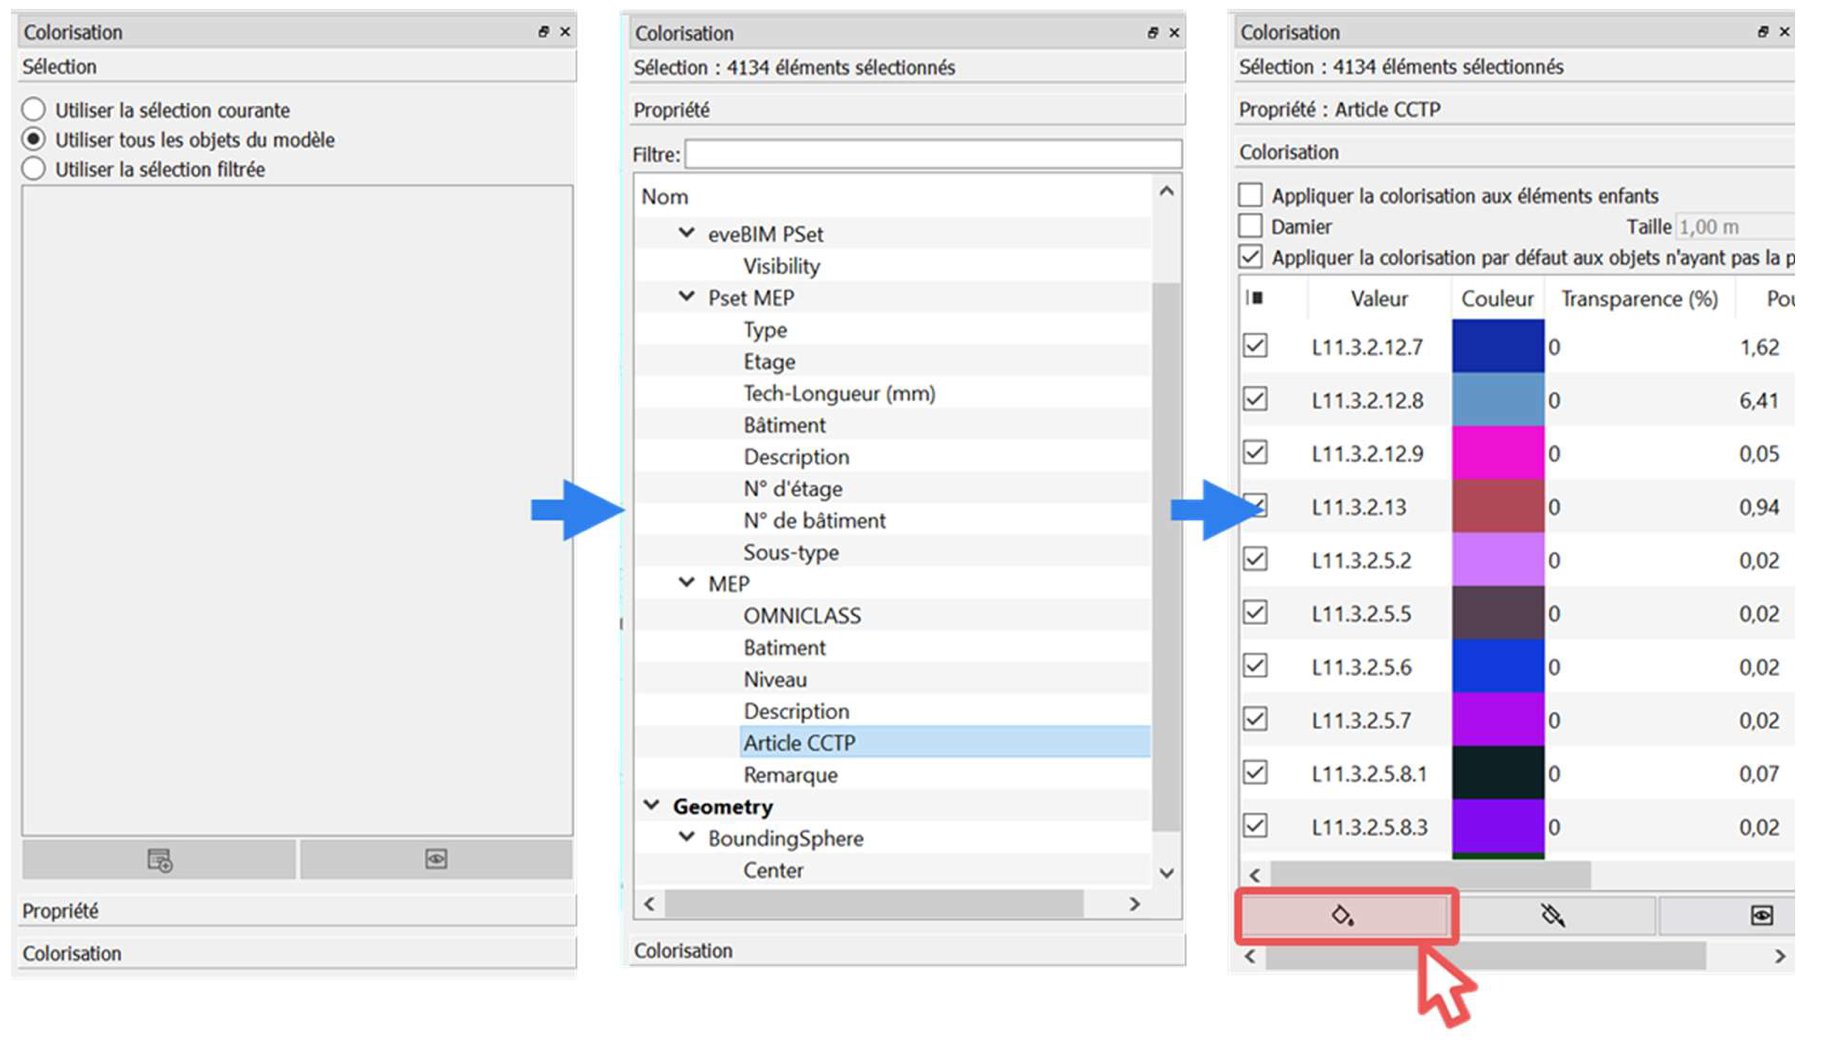 Colorisation
Sélection
Utiliser la sélection courante
Utiliser tous les objets du modèle
Utiliser la sélection filtrée
Propriété
Colorisation
Colorisation
Sélection : 4134 éléments sélectionnés
Propriété
Filtre:
Nom
eveBIM PSet
Visibility
Pset MEP
Type
Etage
Tech-Longueur (mm)
Bâtiment
Description
N° d'étage
N° de bâtiment
Sous-type
MEP
OMNICLASS
Batiment
Niveau
Description
Article CCTP
Remarque
Geometry
BoundingSphere
Center
Colorisation
Colorisation
Sélection : 4134 éléments sélectionnés
Propriété : Article CCTP
Colorisation
Appliquer la colorisation aux éléments enfants
Damier Taille 1,00 m
Appliquer la colorisation par défaut aux objets n'ayant pas la p
Valeur Couleur Transparence (%) Pou
L11.3.2.12.7 0 1,62
L11.3.2.12.8 0 6,41
L11.3.2.12.9 0 0,05
L11.3.2.13 0 0,94
L11.3.2.5.2 0 0,02
L11.3.2.5.5 0 0,02
L11.3.2.5.6 0 0,02
L11.3.2.5.7 0 0,02
L11.3.2.5.8.1 0 0,07
L11.3.2.5.8.3 0 0,02